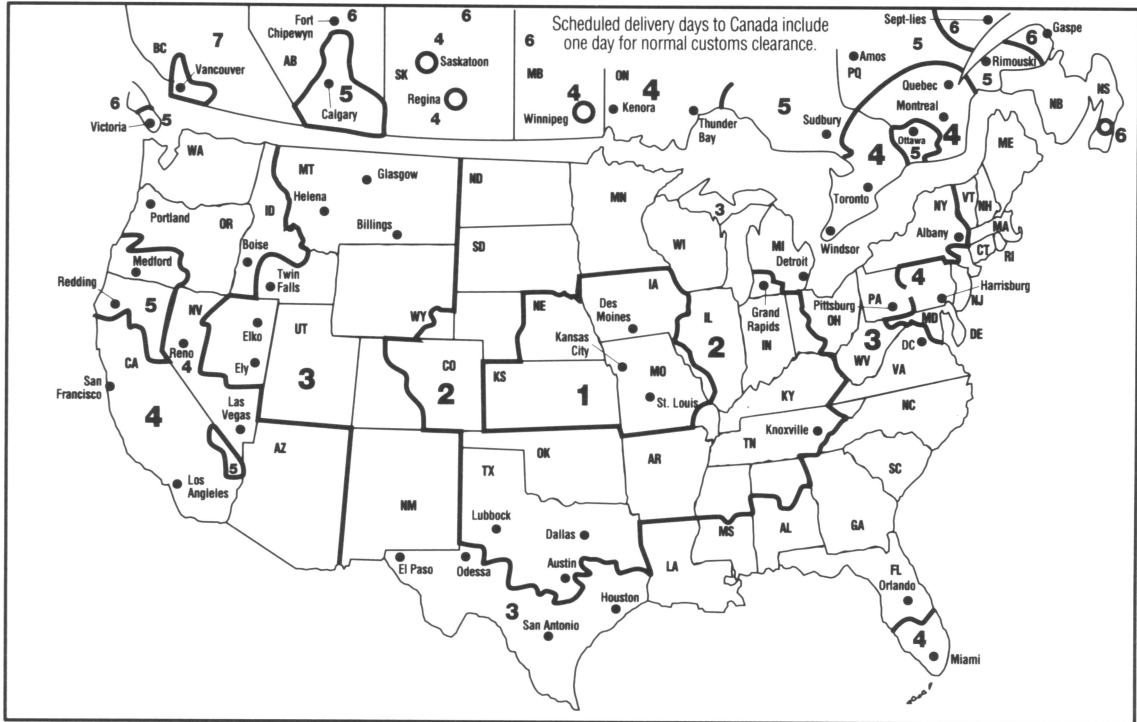 Scheduled delivery days to Canada include
one day for normal customs clearance.
BC
7
Vancouver
6
Victoria
5
Fort
Chipewyn
6
AB
5
Calgary
6
4
SK
Saskatoon
Regina
4
6
MB
4
Winnipeg
ON
4
Kenora
Thunder
Bay
5
Sudbury
Amos
PQ
5
Sept-lies
6
6
Gaspe
Rimouski
5
Quebec
Montreal
4
Ottawa
5
4
Toronto
Windsor
NB
NS
6
WA
Portland
OR
Medford
ID
Boise
Twin
Falls
MT
Glasgow
Helena
Billings
ND
SD
MN
WI
3
MI
Detroit
Grand
Rapids
NY
Albany
VT
NH
ME
MA
CT
RI
Redding
5
CA
San
Francisco
4
Los
Angeles
NV
Reno
4
Elko
Ely
Las
Vegas
5
UT
3
WY
CO
2
NE
KS
1
IA
Des
Moines
Kansas
City
MO
St. Louis
IL
2
IN
OH
Pittsburg
PA
4
Harrisburg
NJ
MD
DE
3
DC
WV
VA
KY
Knoxville
TN
NC
SC
AZ
NM
TX
OK
AR
Lubbock
Dallas
El Paso
Odessa
Austin
Houston
3
San Antonio
LA
MS
AL
GA
FL
Orlando
4
Miami